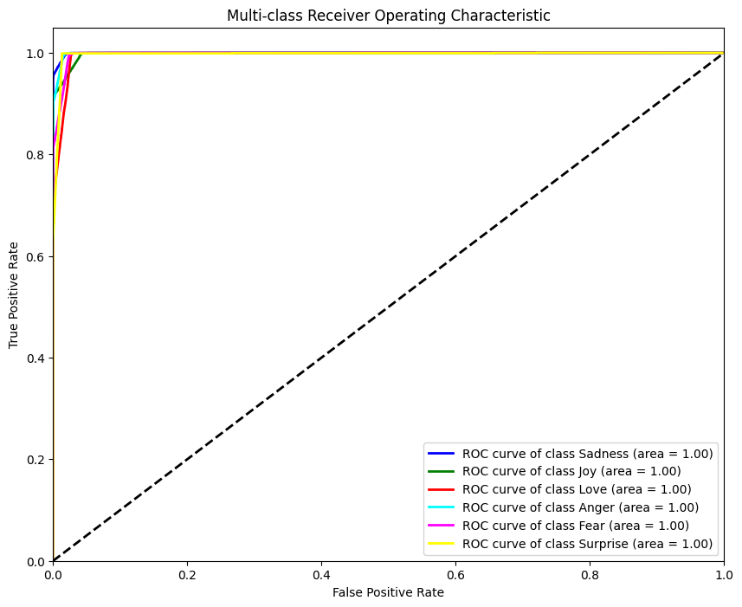 Multi-class Receiver Operating Characteristic
True Positive Rate
1.0
0.8
0.6
0.4
0.2
0.0
ROC curve of class Sadness (area = 1.00)
ROC curve of class Joy (area = 1.00)
ROC curve of class Love (area = 1.00)
ROC curve of class Anger (area = 1.00)
ROC curve of class Fear (area = 1.00)
ROC curve of class Surprise (area = 1.00)
0.0 0.2 0.4 0.6 0.8 1.0
False Positive Rate